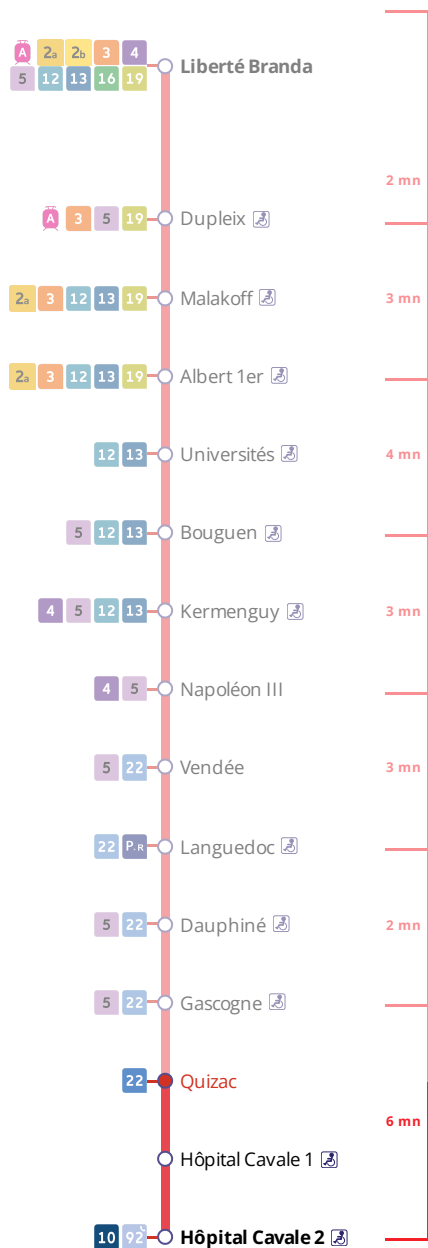 A 2a 2b 3 4
5 12 13 16 19
Liberté Branda
2 mn
A 3 5 19 Dupleix
2a 3 12 13 19 Malakoff 3 mn
2a 3 12 13 19 Albert 1er
12 13 Universités 4 mn
5 12 13 Bouguen
4 5 12 13 Kermenguy 3 mn
4 5 Napoléon III
5 22 Vendée 3 mn
22 P+R Languedoc
5 22 Dauphiné 2 mn
5 22 Gascogne
22 Quizac
6 mn
Hôpital Cavale 1
10 92 Hôpital Cavale 2